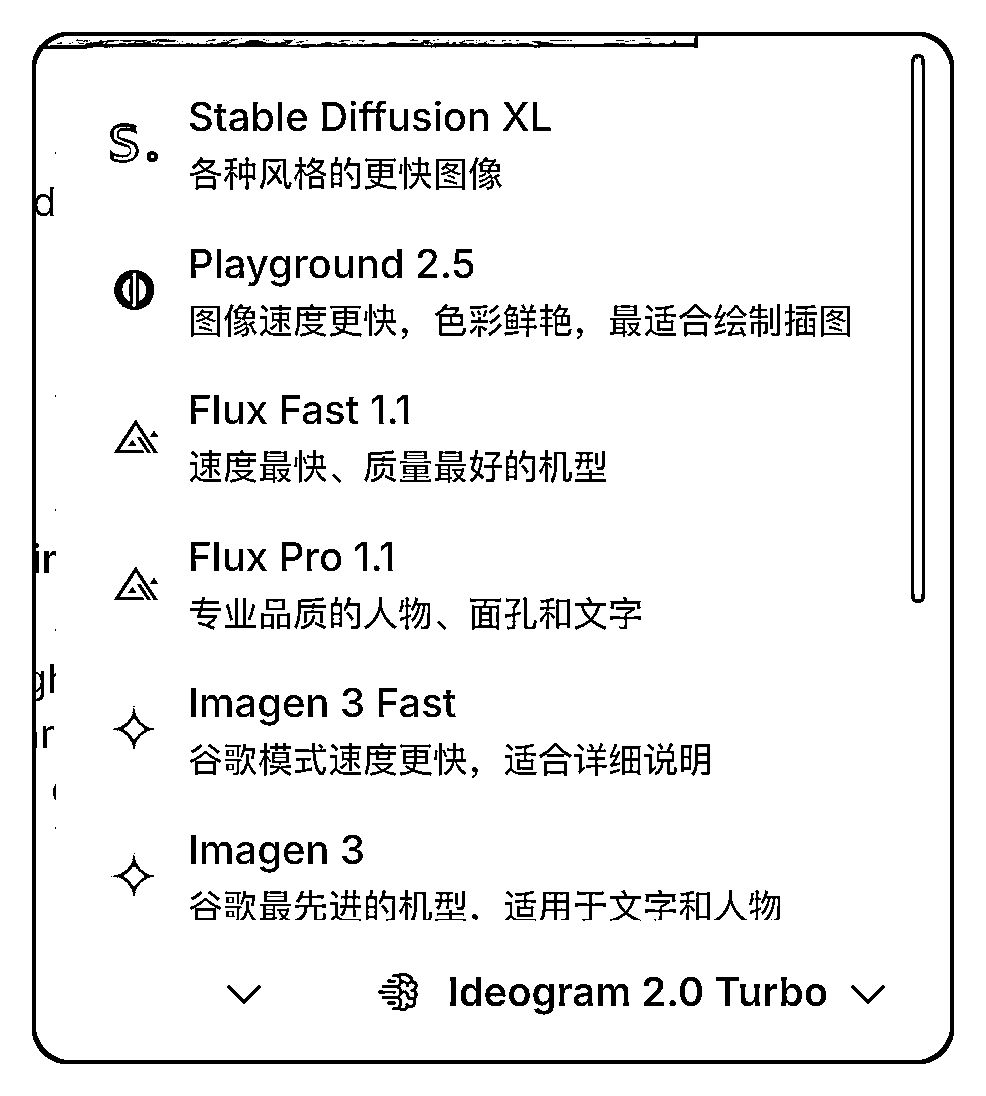 Stable Diffusion XL
各种风格的更快图像
d
Playground 2.5
图像速度更快，色彩鲜艳，最适合绘制插图
Flux Fast 1.1
速度最快、质量最好的机型
Flux Pro 1.1
专业品质的人物、面孔和文字
Imagen 3 Fast
谷歌模式速度更快，适合详细说明
Imagen 3
谷歌最先进的机型，适用于文字和人物
Ideogram 2.0 Turbo